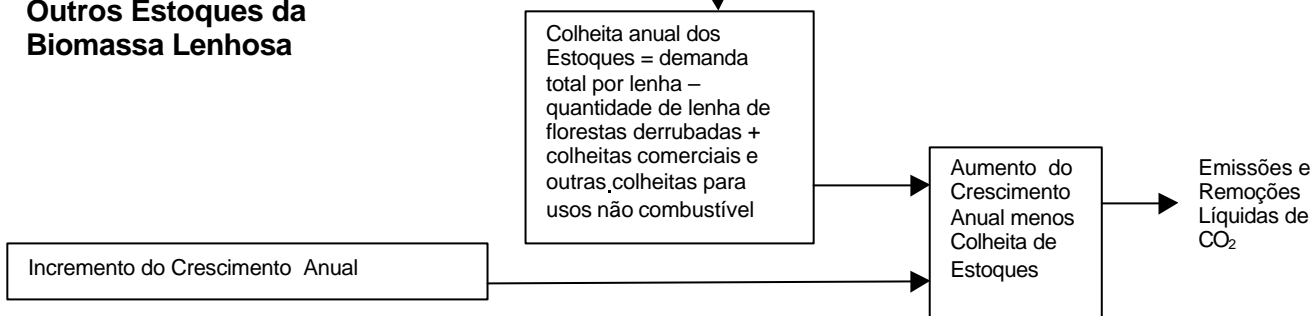 Outros Estoques da
Biomassa Lenhosa
Colheita anual dos
Estoques = demanda
total por lenha –
quantidade de lenha de
florestas derrubadas +
colheitas comerciais e
outras.colheitas para
usos não combustível
Incremento do Crescimento Anual
Aumento do
Crescimento
Anual menos
Colheita de
Estoques
Emissões e
Remoções
Líquidas de
CO₂